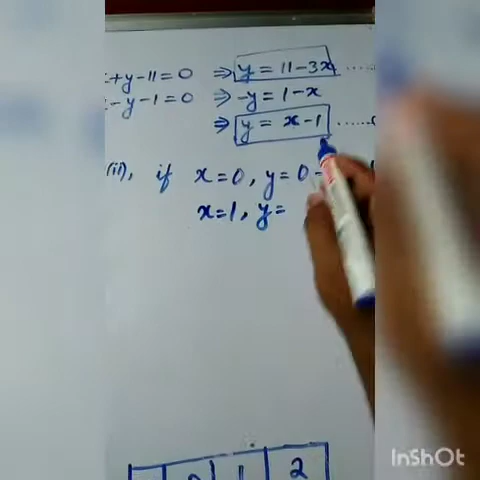 +y-11=0 ⇒ y = 11-3x ......
-y-1=0 ⇒ -y = 1-x
⇒ y = x-1 ......
(ii), if x=0, y=0-
x=1, y=
0 1 2
InShOt